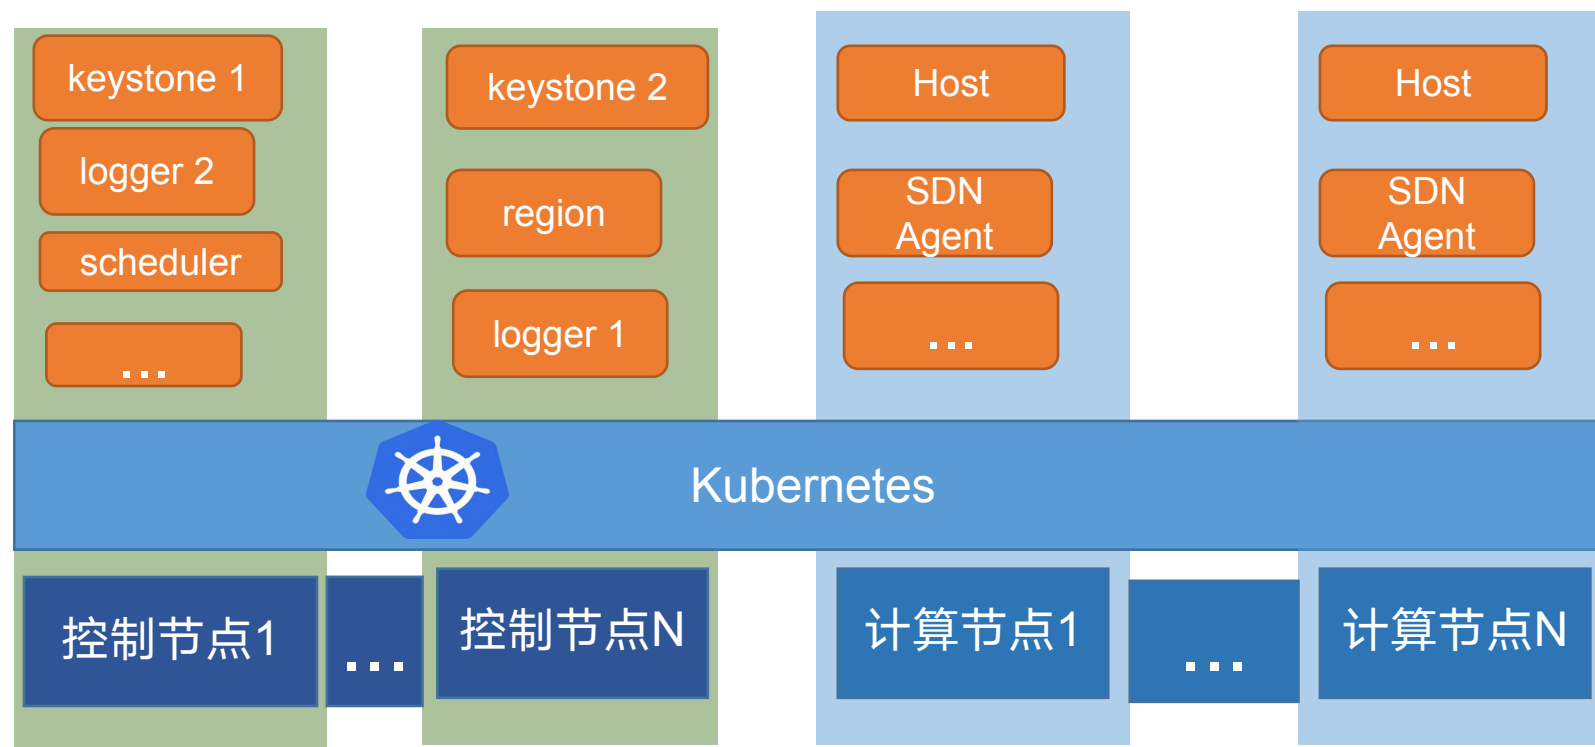 keystone 1
logger 2
scheduler
...
keystone 2
region
logger 1
Host
SDN
Agent
...
Host
SDN
Agent
...
Kubernetes
控制节点1
...
控制节点N
计算节点1
...
计算节点N